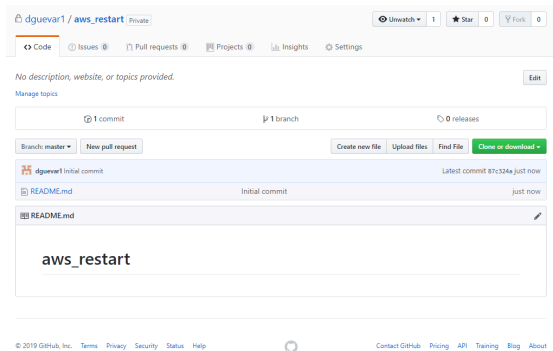 dguevar1 / aws_restart Private
Unwatch 1 Star 0 Fork 0
Code Issues 0 Pull requests 0 Projects 0 Insights Settings
No description, website, or topics provided. Edit
Manage topics
1 commit 1 branch 0 releases
Branch: master New pull request Create new file Upload files Find File Clone or download
dguevar1 Initial commit Latest commit 87c324a just now
README.md Initial commit just now
README.md
aws_restart
© 2019 GitHub, Inc. Terms Privacy Security Status Help Contact GitHub Pricing API Training Blog About